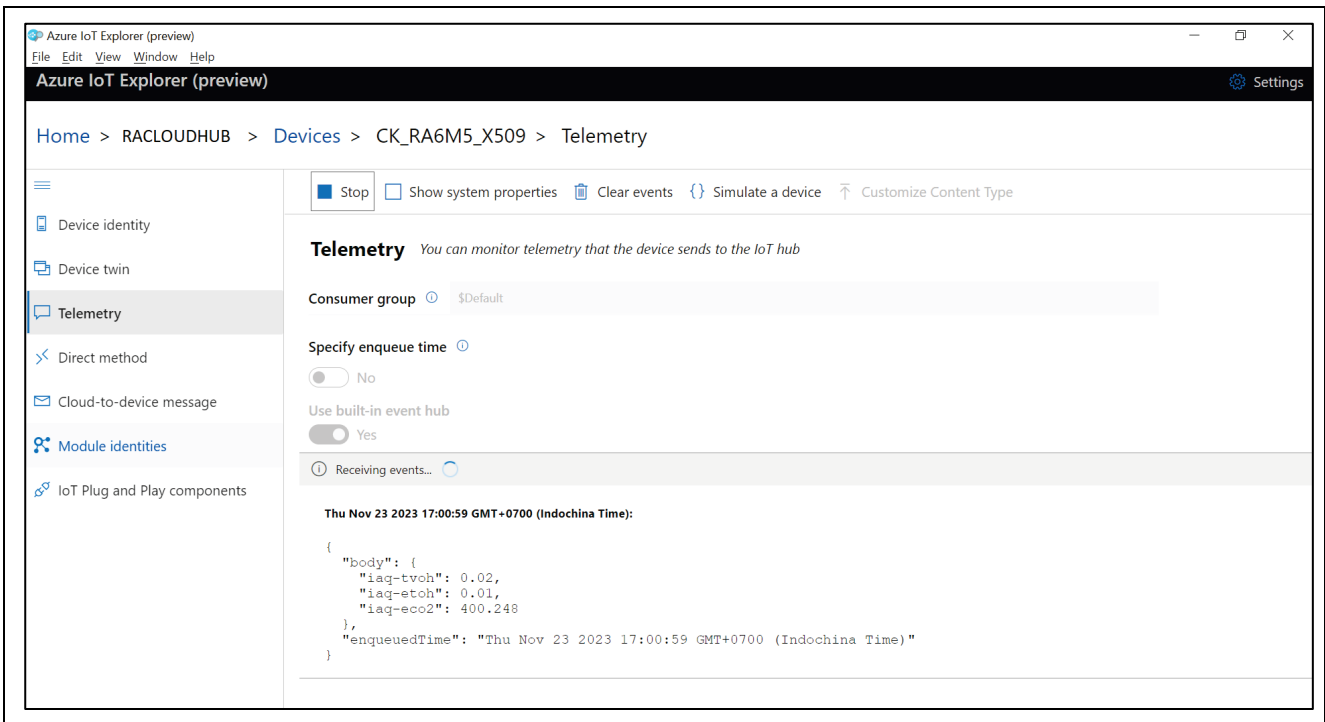 Azure IoT Explorer (preview)
File Edit View Window Help
Azure IoT Explorer (preview)
Settings
Home > RACLOUDHUB > Devices > CK_RA6M5_X509 > Telemetry
Stop Show system properties Clear events {} Simulate a device Customize Content Type
Device identity
Device twin
Telemetry
Direct method
Cloud-to-device message
Module identities
IoT Plug and Play components
Telemetry You can monitor telemetry that the device sends to the IoT hub
Consumer group $Default
Specify enqueue time
No
Use built-in event hub
Yes
Receiving events...
Thu Nov 23 2023 17:00:59 GMT+0700 (Indochina Time):
{
"body": {
"iaq-tvoh": 0.02,
"iaq-etoh": 0.01,
"iaq-eco2": 400.248
},
"enqueuedTime": "Thu Nov 23 2023 17:00:59 GMT+0700 (Indochina Time)"
}